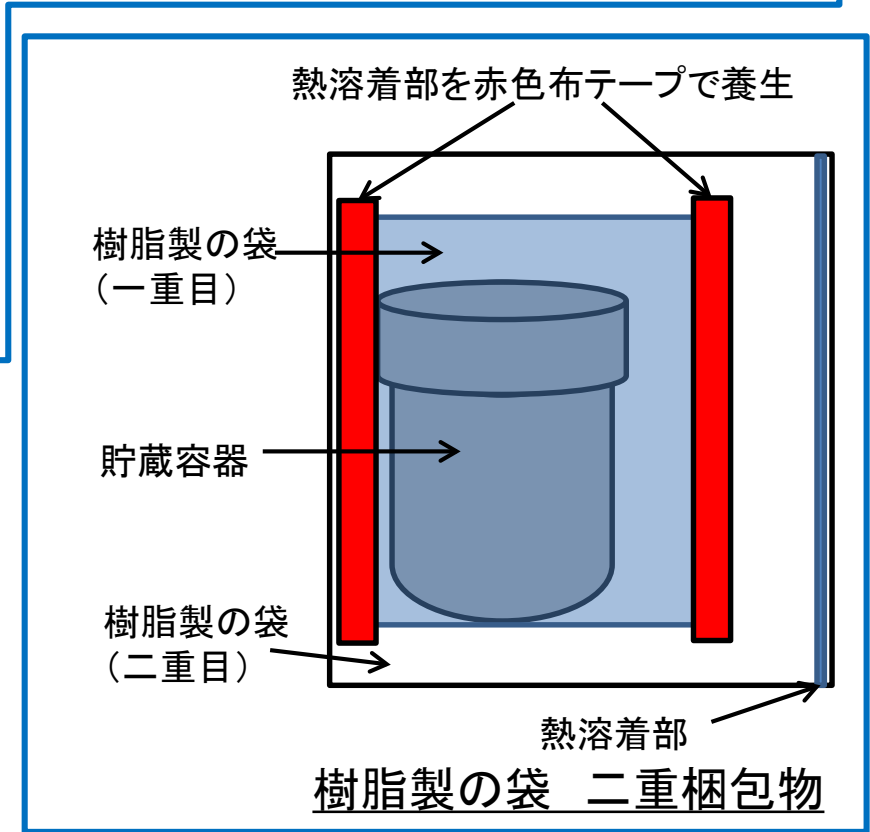 熱溶着部を赤色布テープで養生
樹脂製の袋
（一重目）
貯蔵容器
樹脂製の袋
（二重目）
熱溶着部
樹脂製の袋　二重梱包物